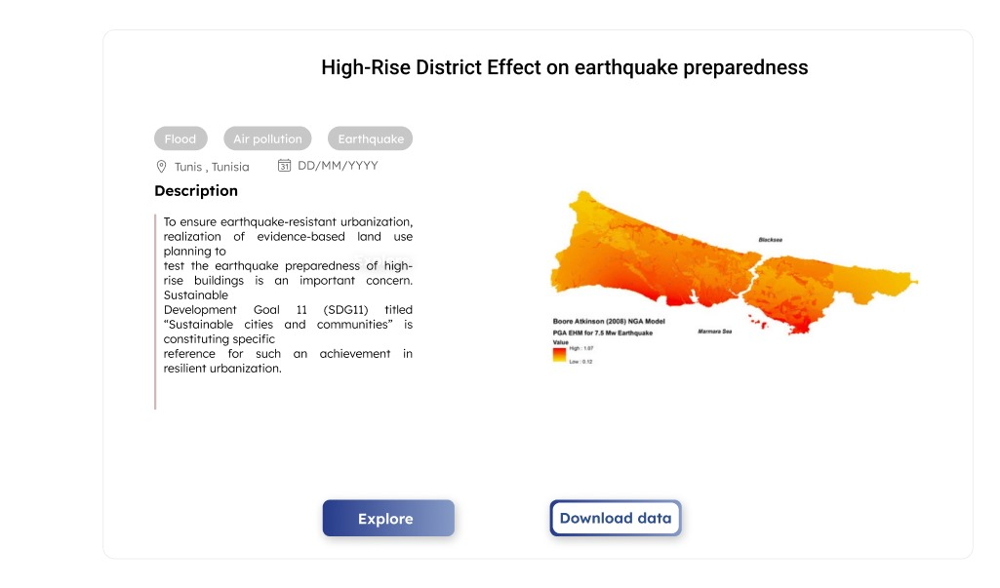 High-Rise District Effect on earthquake preparedness
Flood
Air pollution
Earthquake
Tunis , Tunisia
31
DD/MM/YYYY
Description
To ensure earthquake-resistant urbanization,
realization of evidence-based land use
planning to
test the earthquake preparedness of high-
rise buildings is an important concern.
Sustainable
Development Goal 11 (SDG11) titled
“Sustainable cities and communities” is
constituting specific
reference for such an achievement in
resilient urbanization.
Blacksea
Boore Atkinson (2008) NGA Model
PGA EHM for 7.5 Mw Earthquake
Marmara Sea
Value
High : 1.07
Low : 0.12
Explore
Download data